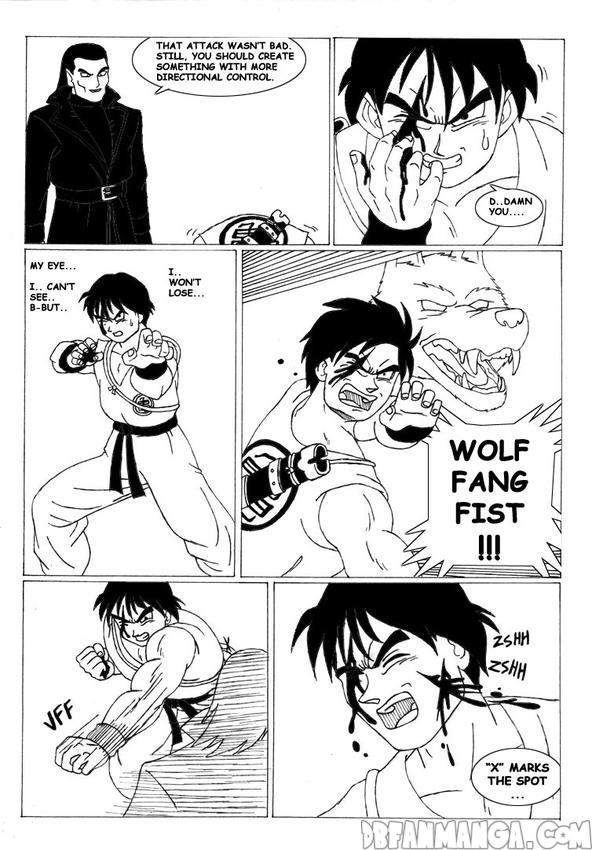 THAT ATTACK WASN'T BAD.
STILL, YOU SHOULD CREATE
SOMETHING WITH MORE
DIRECTIONAL CONTROL.
D..DAMN
YOU....
MY EYE...
I.. CAN'T
SEE..
B-BUT..
I..
WON'T
LOSE...
WOLF
FANG
FIST
!!!
VFF
ZSHH
ZSHH
"X" MARKS
THE SPOT
...
DBFANMANGA.COM